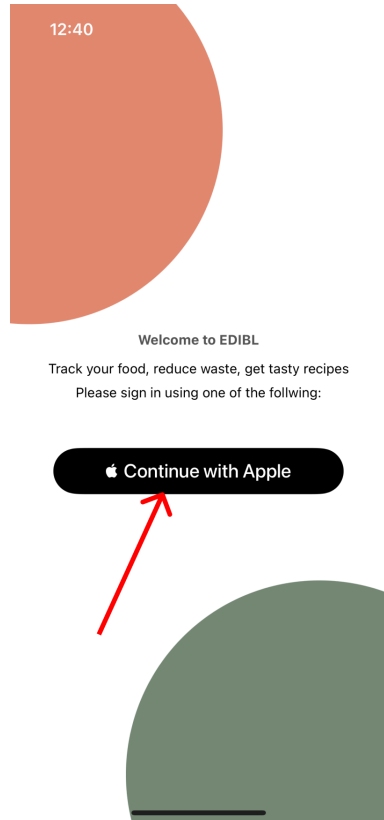 12:40
Welcome to EDIBL
Track your food, reduce waste, get tasty recipes
Please sign in using one of the follwing:
Continue with Apple